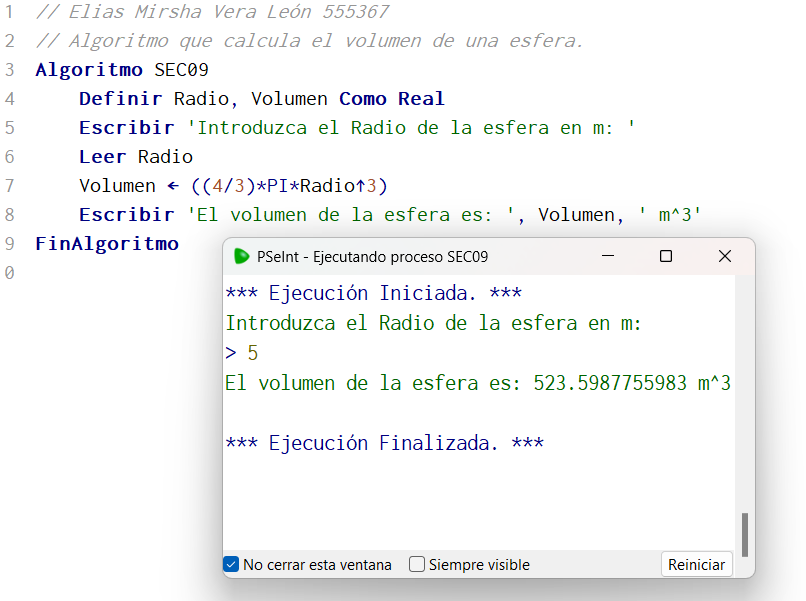 1 // Elias Mirsha Vera León 555367
2 // Algoritmo que calcula el volumen de una esfera.
3 Algoritmo SEC09
4 Definir Radio, Volumen Como Real
5 Escribir 'Introduzca el Radio de la esfera en m: '
6 Leer Radio
7 Volumen ← ((4/3)*PI*Radio↑3)
8 Escribir 'El volumen de la esfera es: ', Volumen, ' m^3'
9 FinAlgoritmo
0
PSeInt - Ejecutando proceso SEC09
*** Ejecución Iniciada. ***
Introduzca el Radio de la esfera en m:
> 5
El volumen de la esfera es: 523.5987755983 m^3
*** Ejecución Finalizada. ***
No cerrar esta ventana Siempre visible Reiniciar